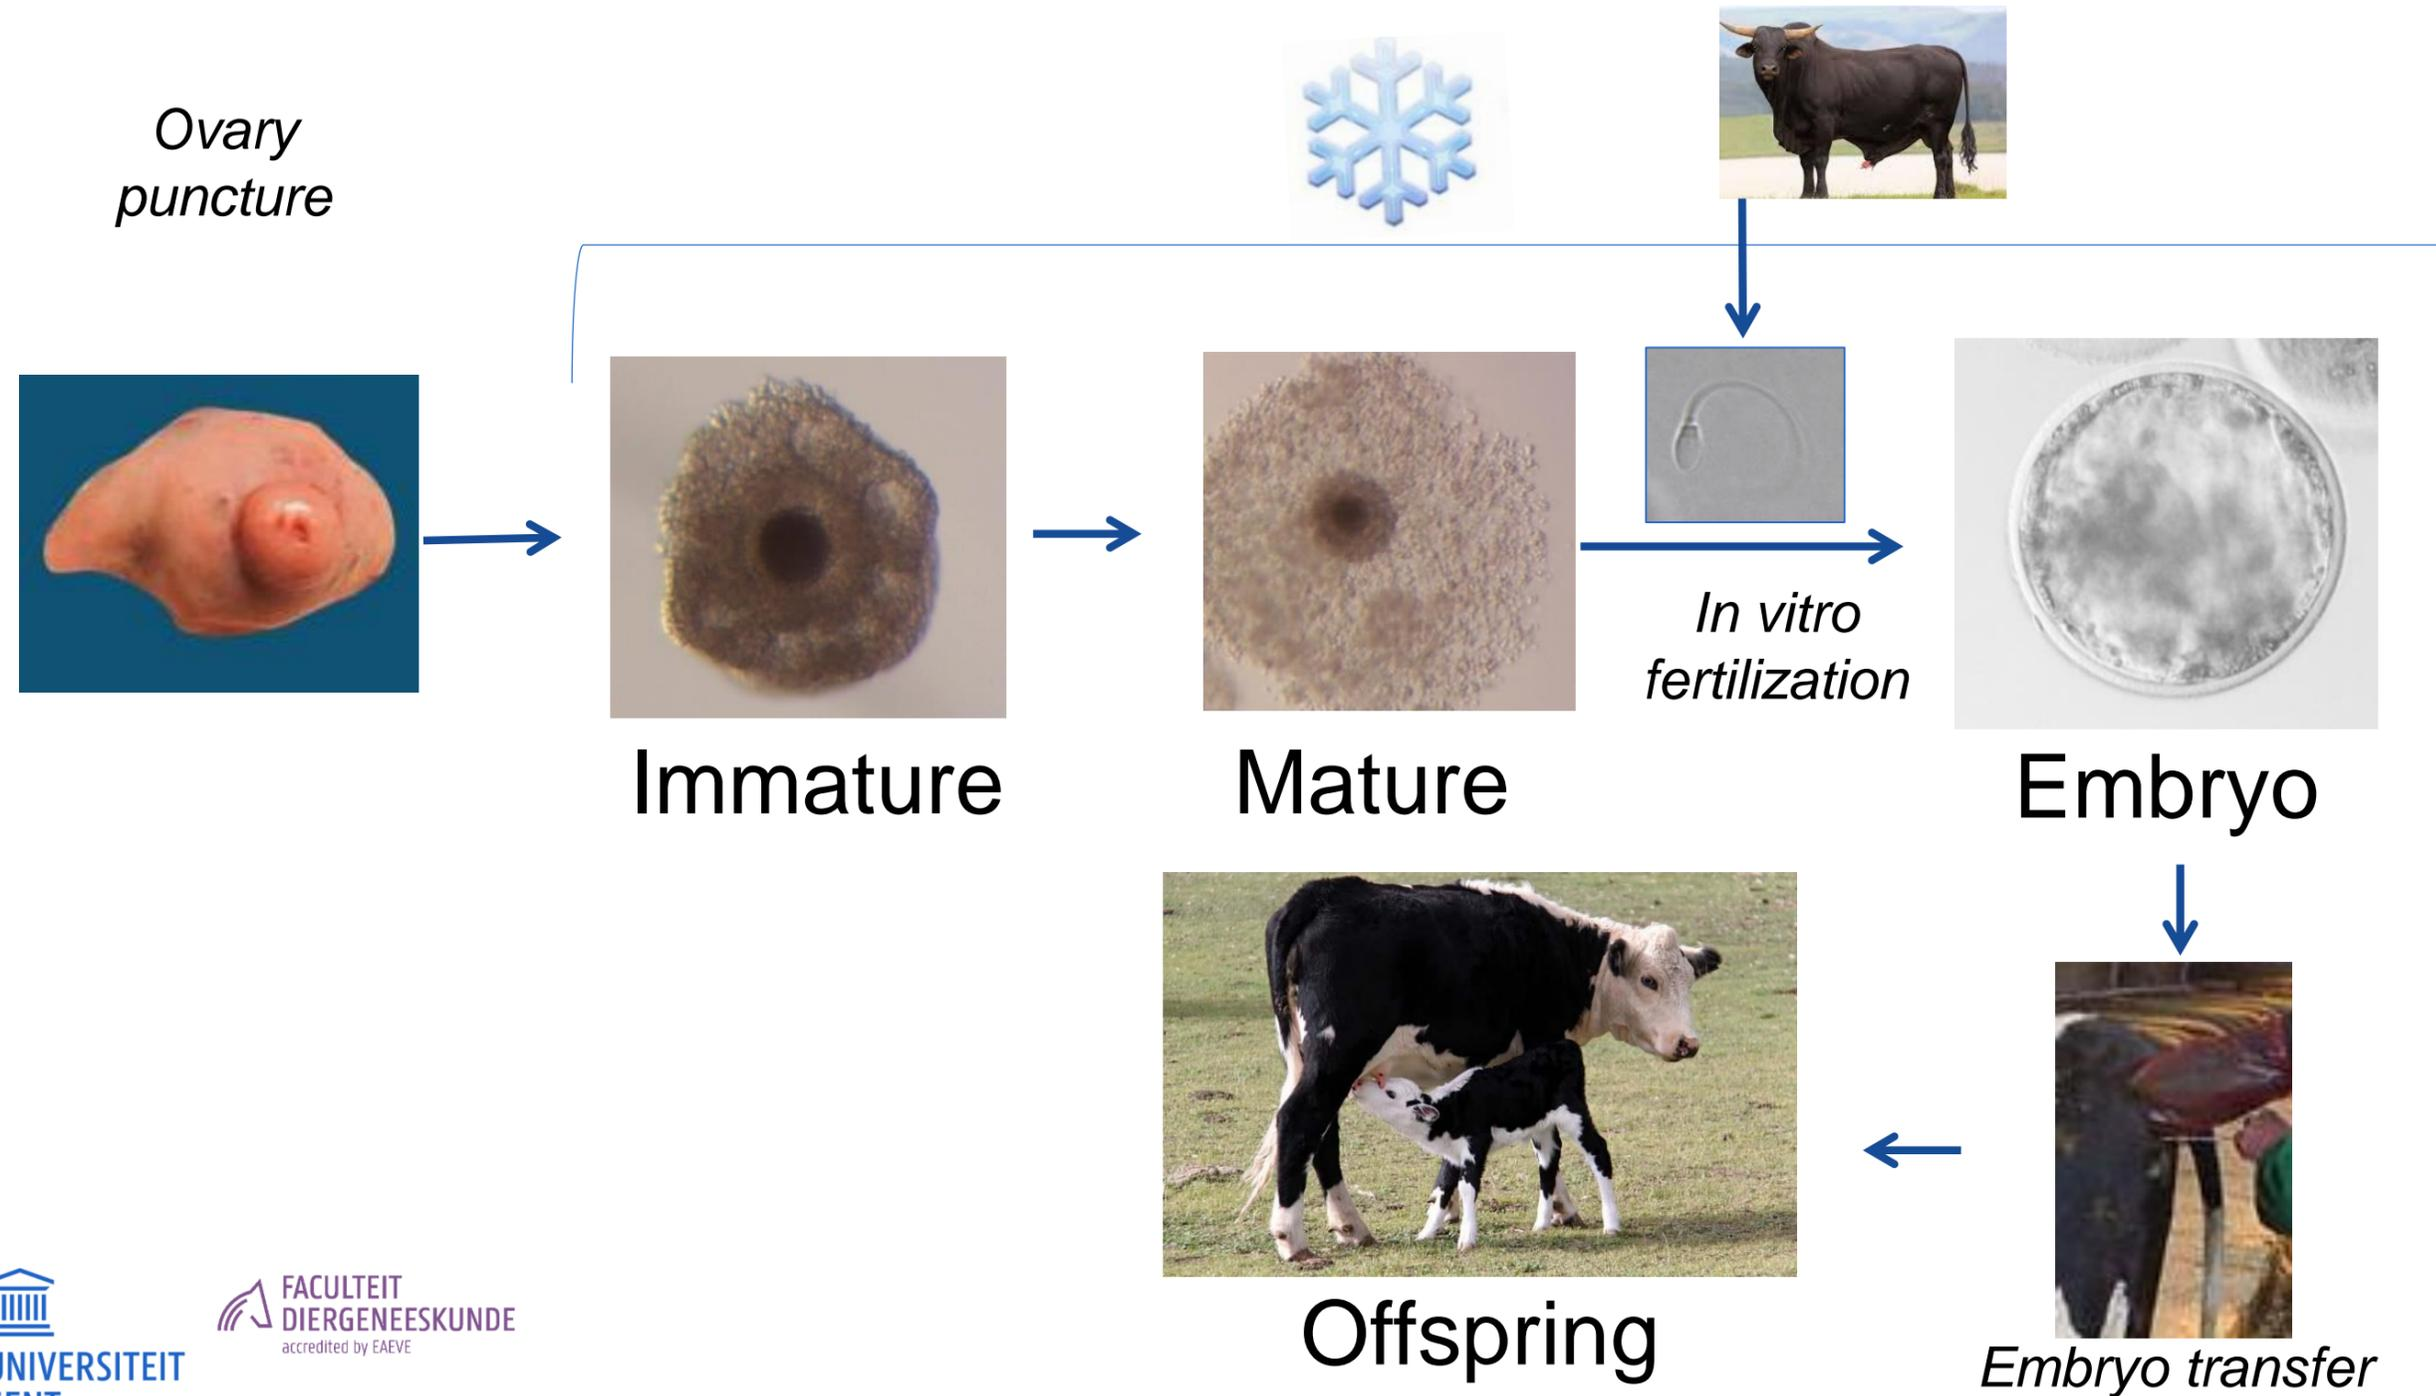 Ovary
puncture
In vitro
fertilization
Immature
Mature
Embryo
Offspring
Embryo transfer
FACULTEIT
DIERGENEESKUNDE
accredited by EAEVE
UNIVERSITEIT